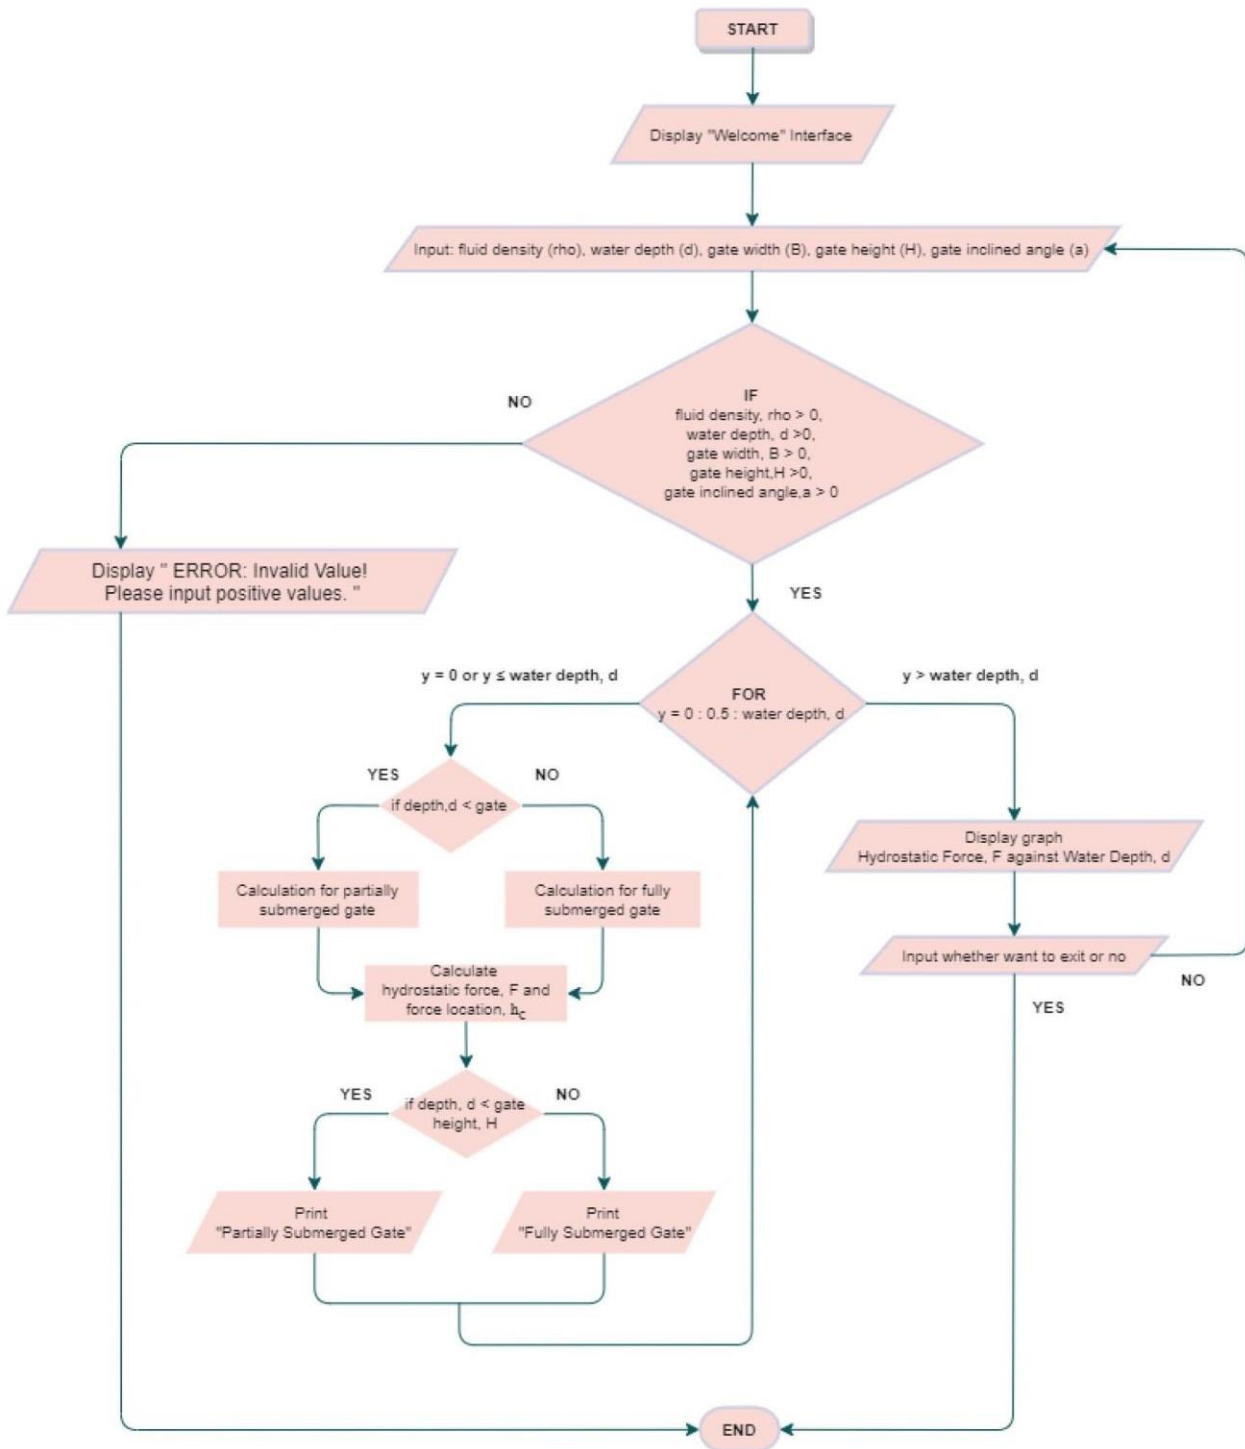 START
Display "Welcome" Interface
Input: fluid density (rho), water depth (d), gate width (B), gate height (H), gate inclined angle (a)
IF
fluid density, rho > 0,
water depth, d >0,
gate width, B > 0,
gate height,H >0,
gate inclined angle,a > 0
NO
Display " ERROR: Invalid Value!
Please input positive values. "
YES
FOR
y = 0 : 0.5 : water depth, d
y = 0 or y ≤ water depth, d
y > water depth, d
if depth,d < gate
YES
NO
Calculation for partially
submerged gate
Calculation for fully
submerged gate
Calculate
hydrostatic force, F and
force location, h_c
if depth, d < gate
height, H
YES
NO
Print
"Partially Submerged Gate"
Print
"Fully Submerged Gate"
Display graph
Hydrostatic Force, F against Water Depth, d
Input whether want to exit or no
NO
YES
END